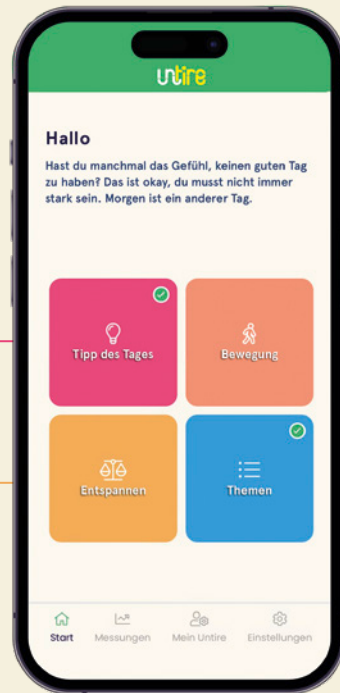 untire
Hallo
Hast du manchmal das Gefühl, keinen guten Tag
zu haben? Das ist okay, du musst nicht immer
stark sein. Morgen ist ein anderer Tag.
Tipp des Tages
Bewegung
Entspannen
Themen
Start Messungen Mein Untire Einstellungen